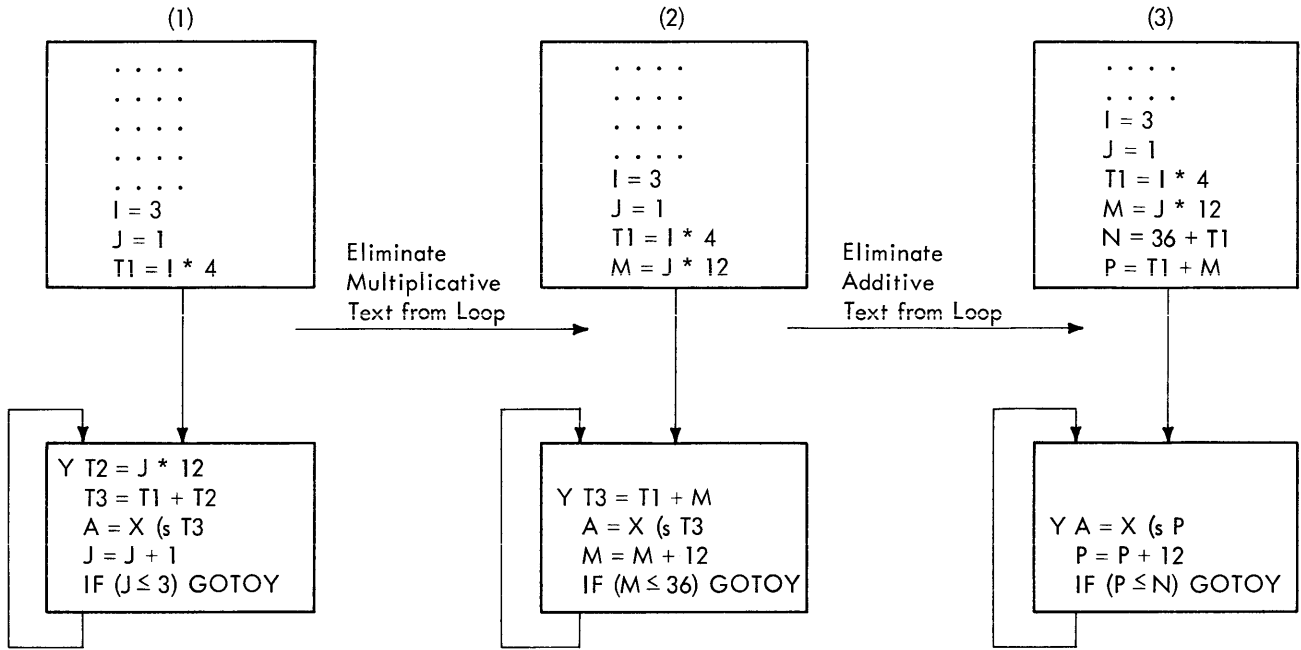 (1)
. . . .
. . . .
. . . .
. . . .
. . . .
I = 3
J = 1
T1 = I * 4
Y T2 = J * 12
T3 = T1 + T2
A = X (s T3
J = J + 1
IF (J ≤ 3) GOTOY
Eliminate
Multiplicative
Text from Loop
(2)
. . . .
. . . .
. . . .
. . . .
I = 3
J = 1
T1 = I * 4
M = J * 12
Y T3 = T1 + M
A = X (s T3
M = M + 12
IF (M ≤ 36) GOTOY
Eliminate
Additive
Text from Loop
(3)
. . . .
. . . .
I = 3
J = 1
T1 = I * 4
M = J * 12
N = 36 + T1
P = T1 + M
Y A = X (s P
P = P + 12
IF (P ≤ N) GOTOY